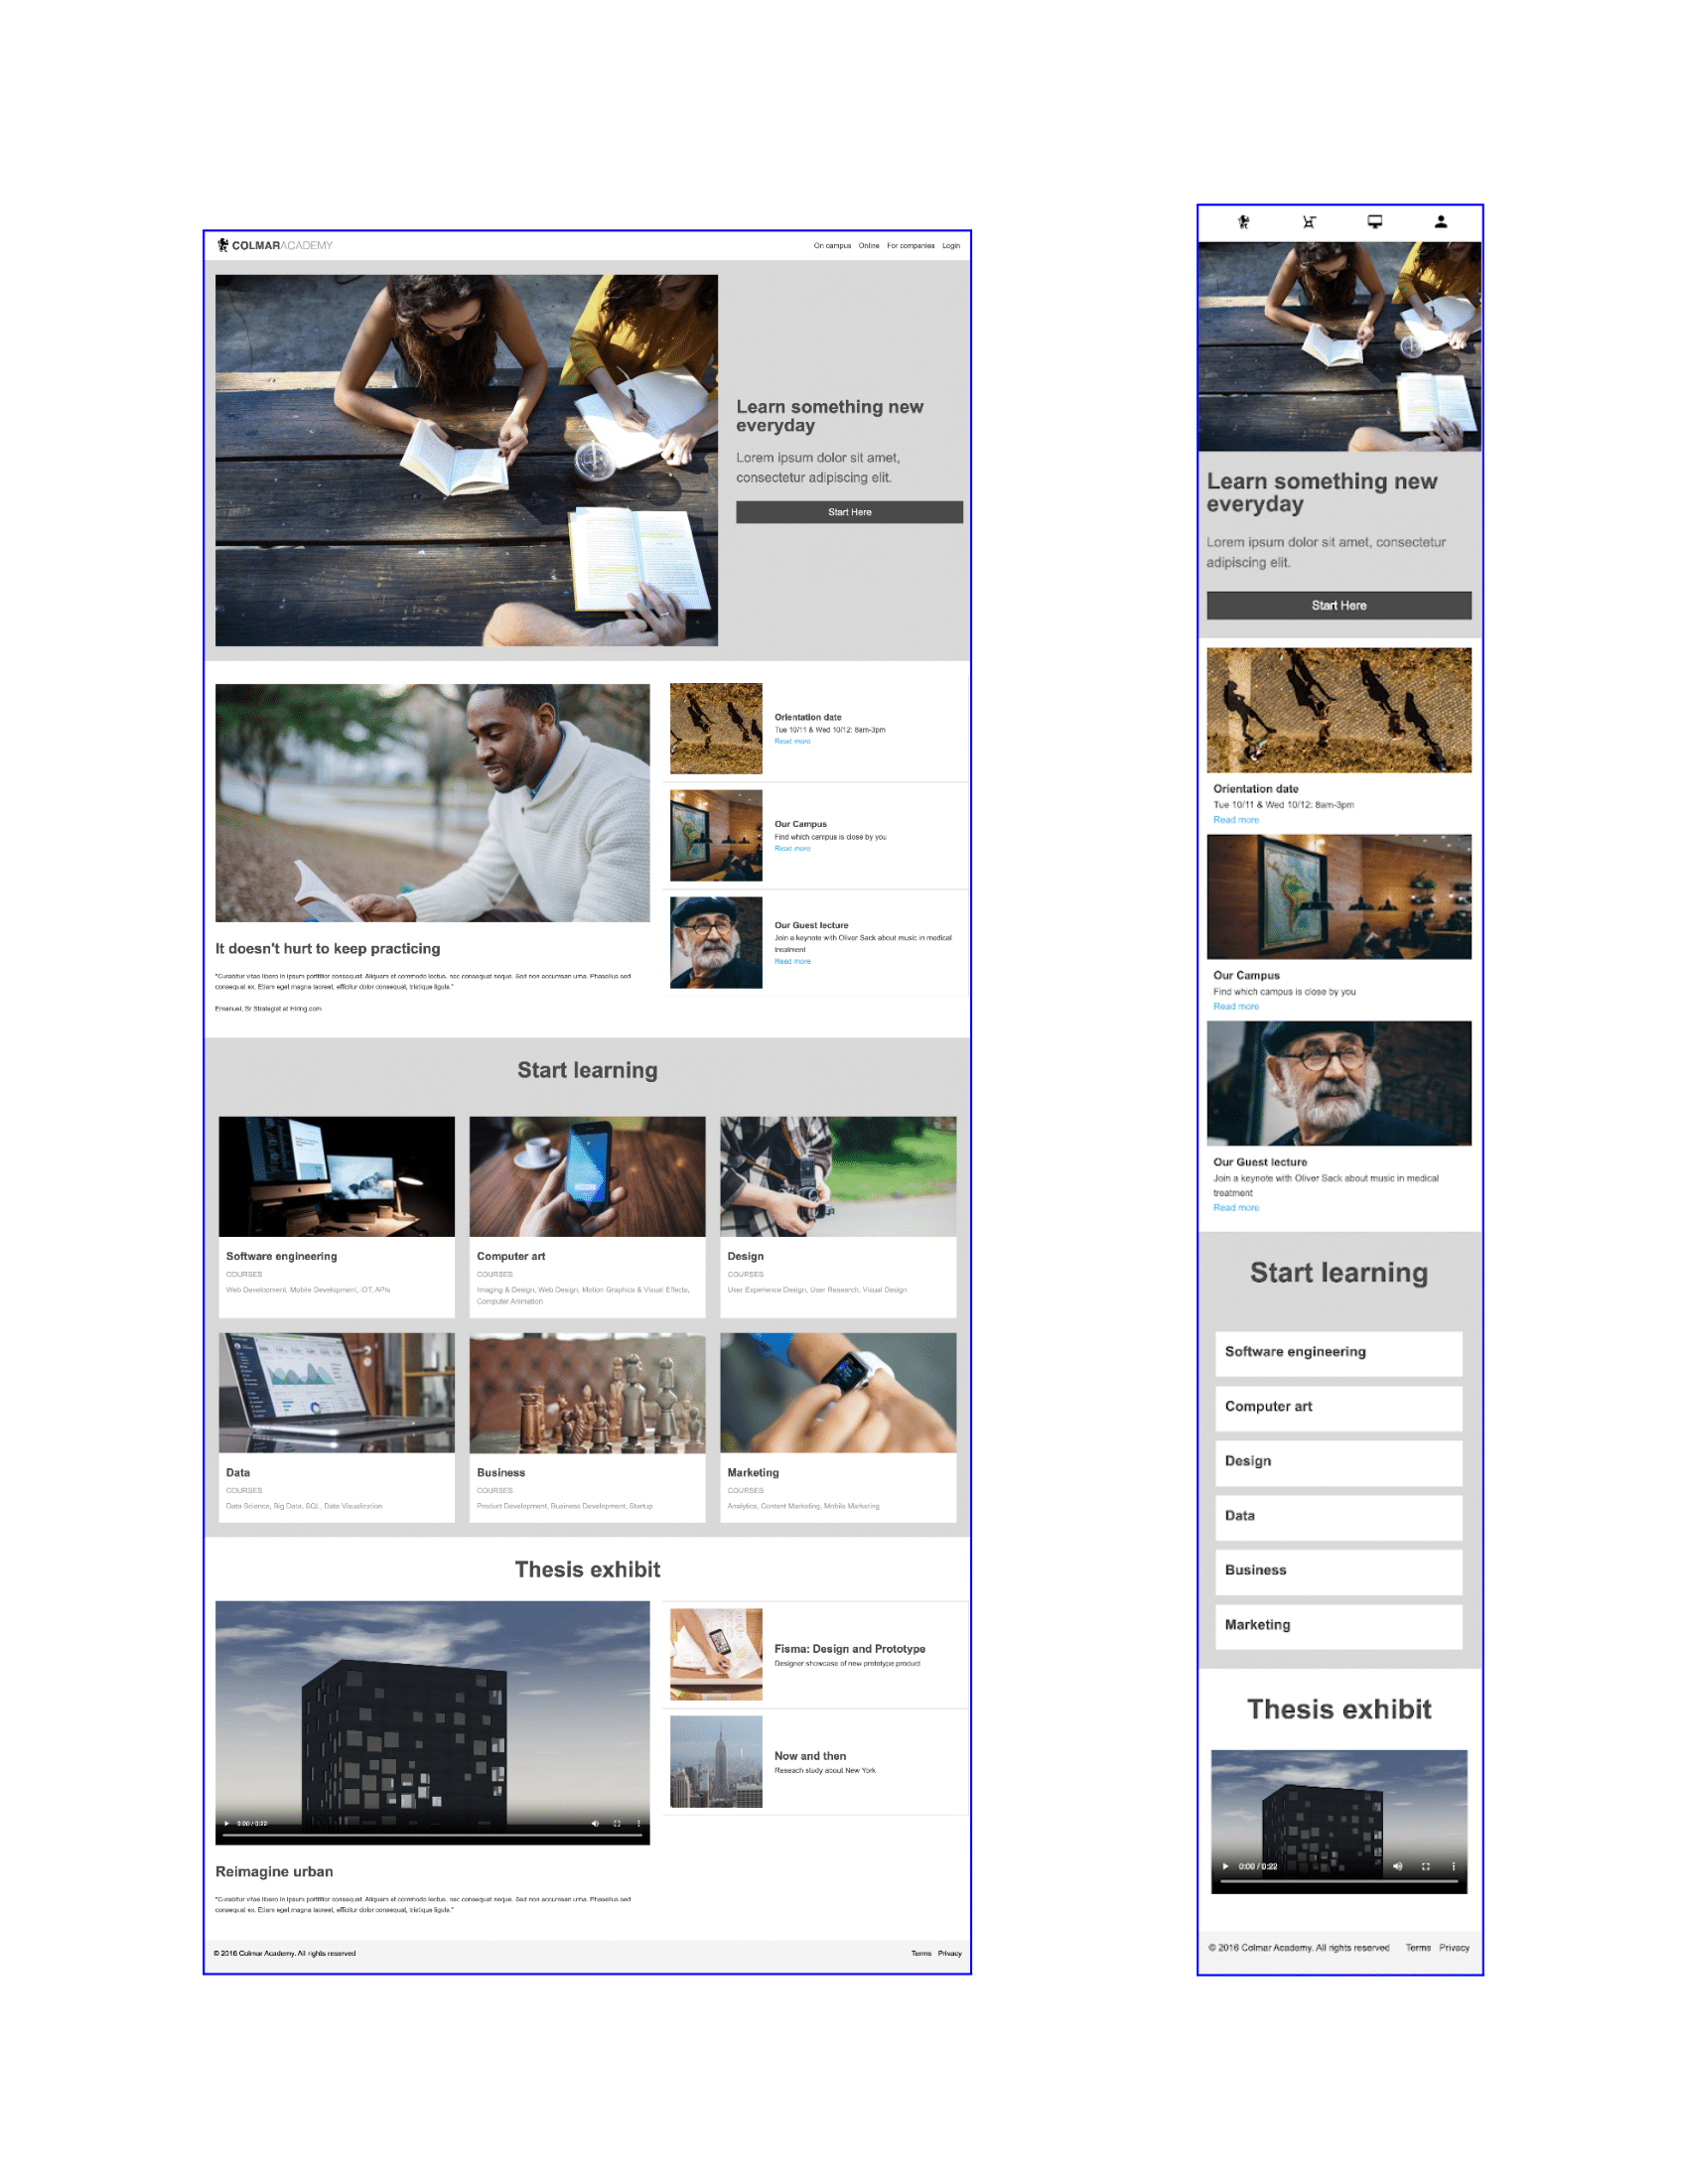 COLMARACADEMY
On campus Online For companies Login
Learn something new
everyday
Lorem ipsum dolor sit amet,
consectetur adipiscing elit.
Start Here
Orientation date
Tue 10/11 & Wed 10/12: 8am-3pm
Read more
Our Campus
Find which campus is close by you
Read more
Our Guest lecture
Join a keynote with Oliver Sack about music in medical
treatment
Read more
It doesn't hurt to keep practicing
"Curabitur vitae libero in ipsum porttitor consequat. Aliquam et commodo lectus, nec consequat neque. Sed non accumsan urna. Phasellus sed
consequat ex. Etiam eget magna laoreet, efficitur dolor consequat, tristique ligula."
Emanuel, Sr Strategist at Hiring.com
Start learning
Software engineering
COURSES
Web Development, Mobile Development, IOT, APIs
Computer art
COURSES
Imaging & Design, Web Design, Motion Graphics & Visual Effects,
Computer Animation
Design
COURSES
User Experience Design, User Research, Visual Design
Data
COURSES
Data Science, Big Data, SQL, Data Visualization
Business
COURSES
Product Development, Business Development, Startup
Marketing
COURSES
Analytics, Content Marketing, Mobile Marketing
Thesis exhibit
0:00 / 0:22
Fisma: Design and Prototype
Designer showcase of new prototype product
Now and then
Reseach study about New York
Reimagine urban
"Curabitur vitae libero in ipsum porttitor consequat. Aliquam et commodo lectus, nec consequat neque. Sed non accumsan urna. Phasellus sed
consequat ex. Etiam eget magna laoreet, efficitur dolor consequat, tristique ligula."
© 2016 Colmar Academy. All rights reserved
Terms Privacy
Learn something new
everyday
Lorem ipsum dolor sit amet, consectetur
adipiscing elit.
Start Here
Orientation date
Tue 10/11 & Wed 10/12: 8am-3pm
Read more
Our Campus
Find which campus is close by you
Read more
Our Guest lecture
Join a keynote with Oliver Sack about music in medical
treatment
Read more
Start learning
Software engineering
Computer art
Design
Data
Business
Marketing
Thesis exhibit
0:00 / 0:22
© 2016 Colmar Academy. All rights reserved
Terms Privacy